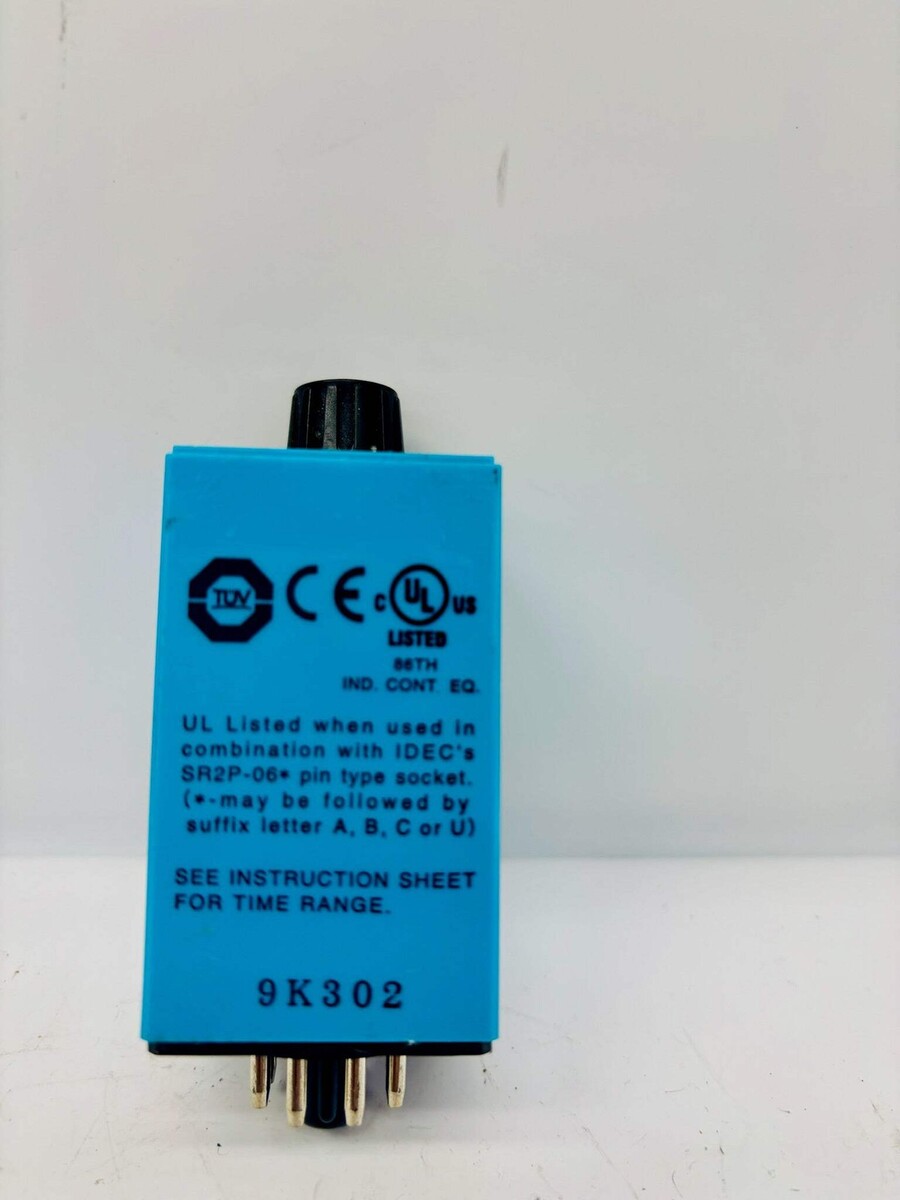 TÜV CE C UL US
LISTED
86TH
IND. CONT. EQ.
UL Listed when used in
combination with IDEC's
SR2P-06* pin type socket.
(*-may be followed by
suffix letter A, B, C or U)
SEE INSTRUCTION SHEET
FOR TIME RANGE.
9K302